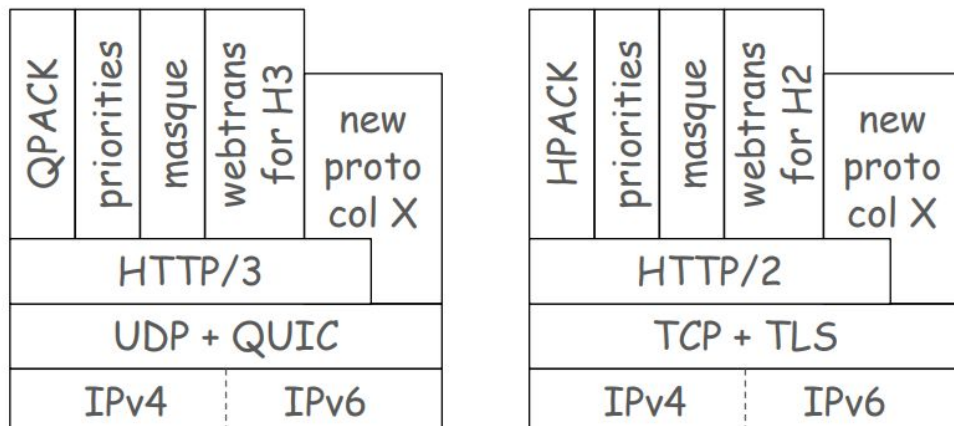 QPACK
priorities
masque
webtrans
for H3
new
proto
col X
HTTP/3
UDP + QUIC
IPv4
IPv6
HPACK
priorities
masque
webtrans
for H2
new
proto
col X
HTTP/2
TCP + TLS
IPv4
IPv6